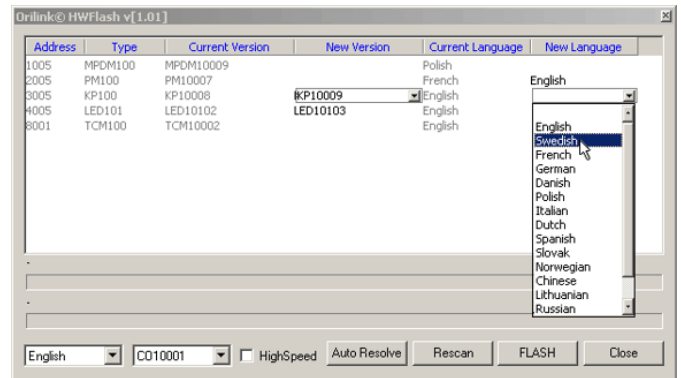 Orilink© HWFlash v[1.01]
Address Type Current Version New Version Current Language New Language
1005 MPDM100 MPDM10009 Polish
2005 PM100 PM10007 French English
3005 KP100 KP10008 KP10009 English
4005 LED101 LED10102 LED10103 English
8001 TCM100 TCM10002 English
English
Swedish
French
German
Danish
Polish
Italian
Dutch
Spanish
Slovak
Norwegian
Chinese
Lithuanian
Russian
English CO10001 HighSpeed Auto Resolve Rescan FLASH Close